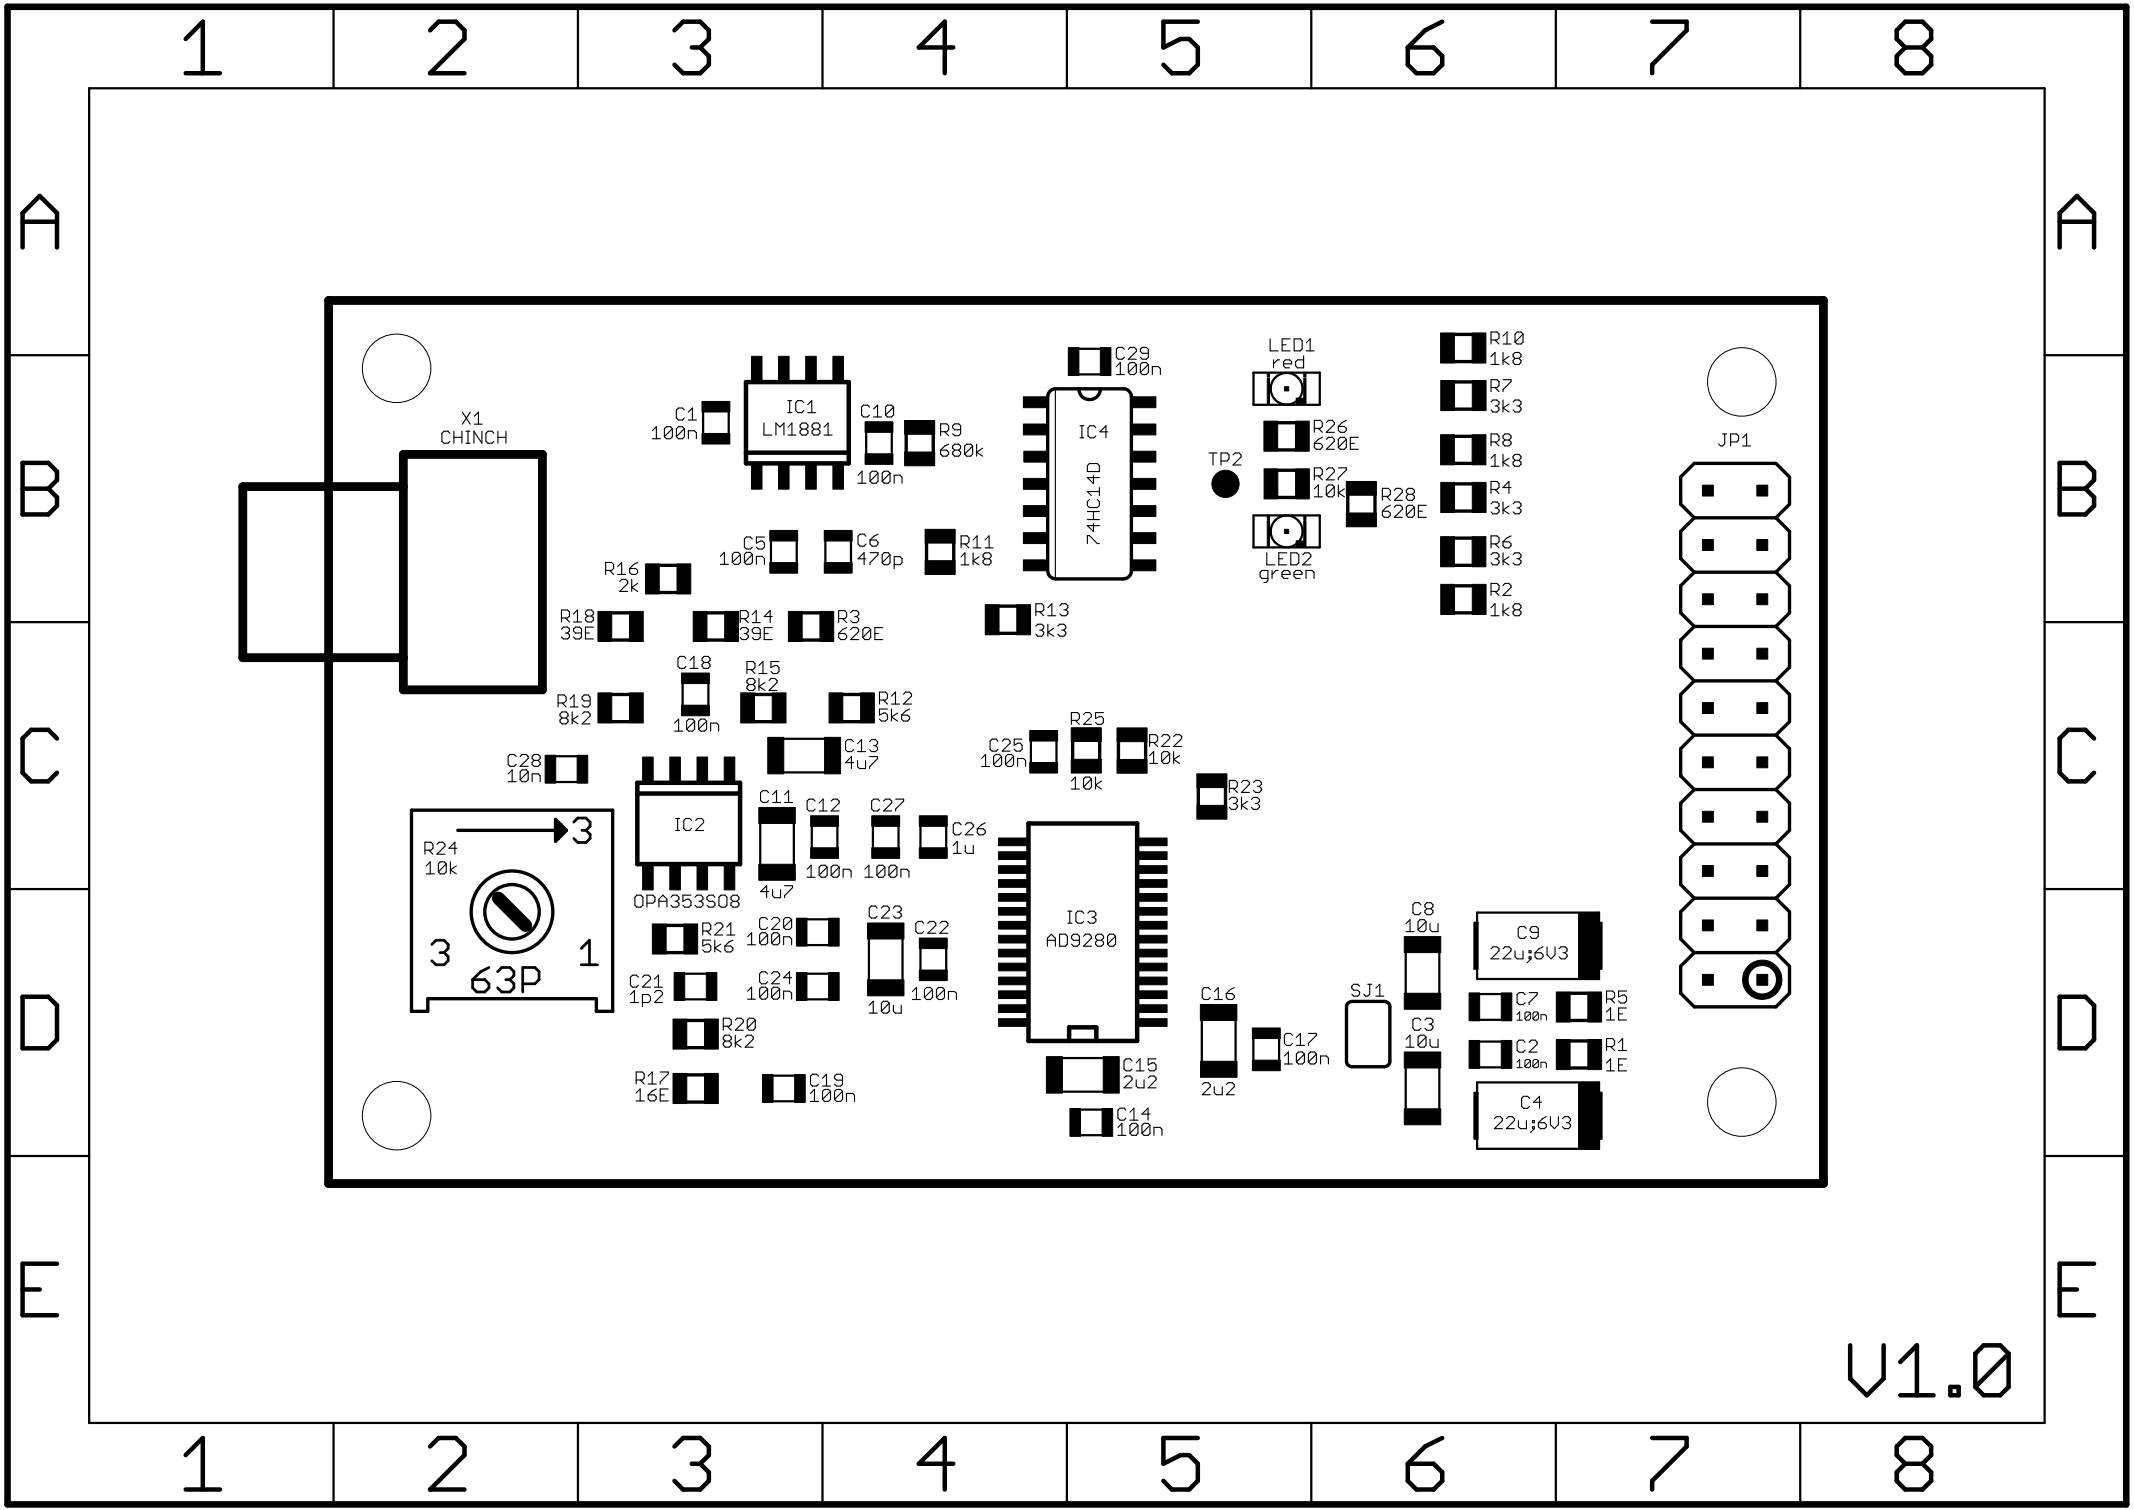 1 2 3 4 5 6 7 8
A A
R10
1k8
LED1
red
C29
100n
R7
3k3
IC1
LM1881
C1
100n
C10
100n
R9
680k
X1
CHINCH
IC4
74HC14D
R26
620E
R8
1k8
JP1
TP2
R27
10k
R28
620E
R4
3k3
B B
C5
100n
C6
470p
R11
1k8
LED2
green
R6
3k3
R16
2k
R2
1k8
R18
39E
R14
39E
R3
620E
R13
3k3
C18
100n
R15
8k2
R19
8k2
R12
5k6
C C
C28
10n
C13
4u7
C25
100n
R25
10k
R22
10k
R23
3k3
C11
4u7
C12
100n
C27
100n
C26
1u
3
R24
10k
IC2
OPA353SO8
3 1
63P
R21
5k6
C20
100n
C23
10u
C22
100n
IC3
AD9280
C8
10u
C9
22u;6V3
C21
1p2
C24
100n
C16
2u2
SJ1
C7
100n
R5
1E
D D
R20
8k2
C17
100n
C3
10u
C2
100n
R1
1E
R17
16E
C19
100n
C15
2u2
C14
100n
C4
22u;6V3
E E
V1.0
1 2 3 4 5 6 7 8